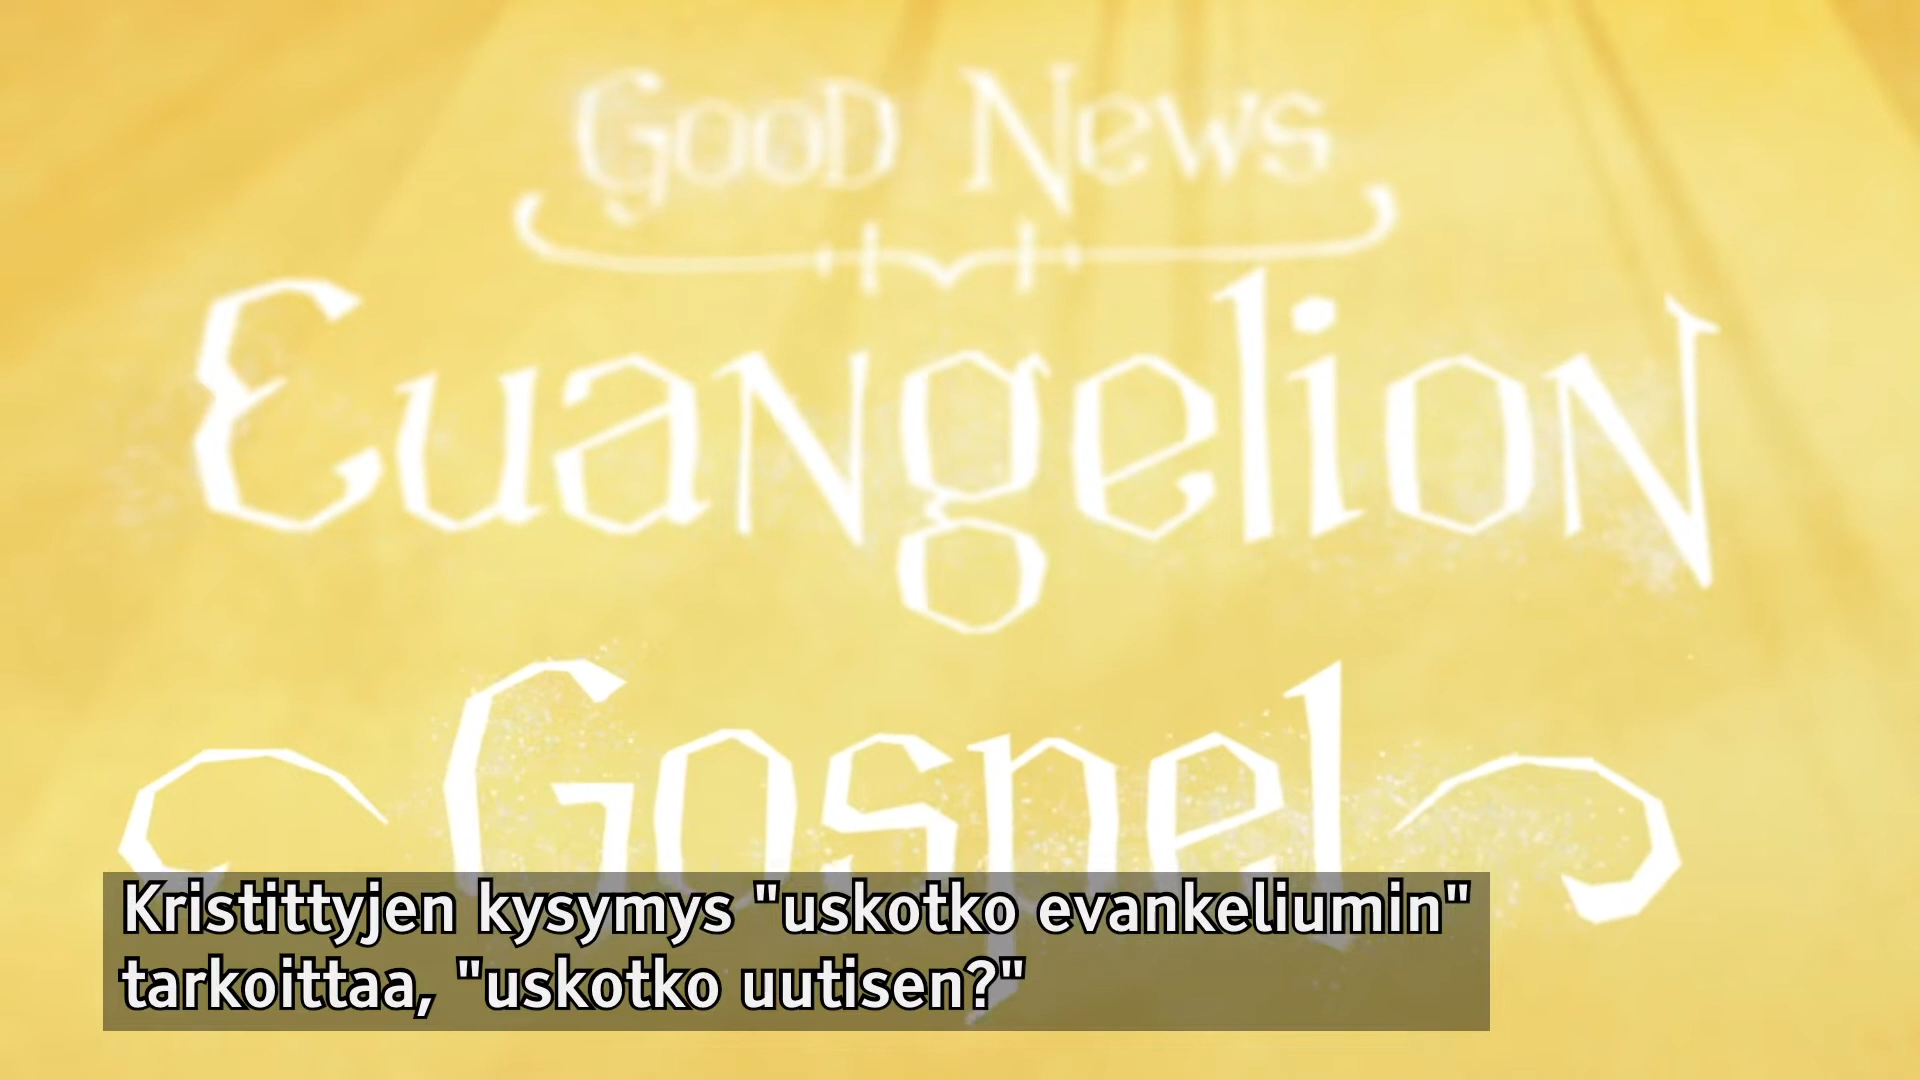 Good News
Euangelion
Gospel
Kristittyjen kysymys "uskotko evankeliumin"
tarkoittaa, "uskotko uutisen?"